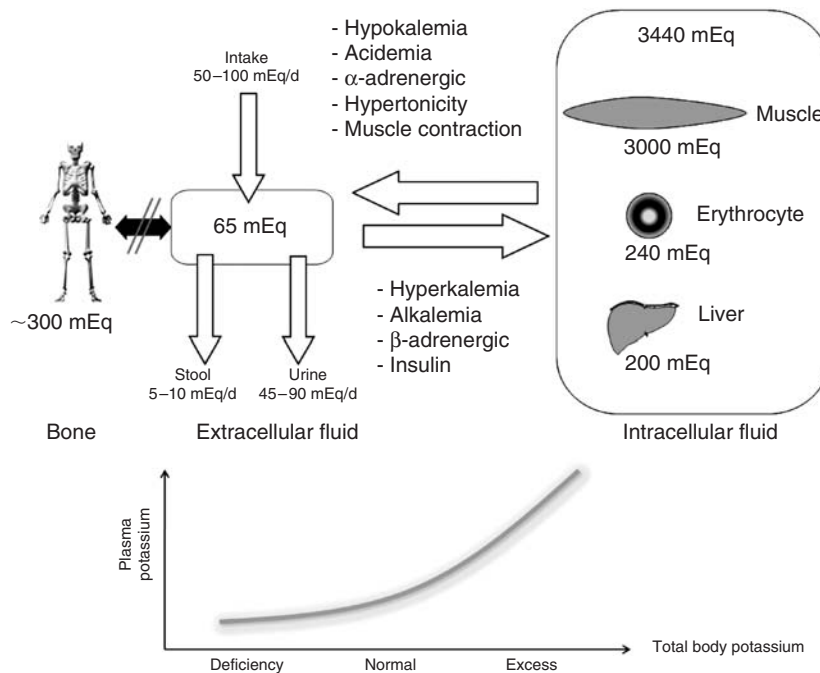 Intake
50–100 mEq/d
- Hypokalemia
- Acidemia
- α-adrenergic
- Hypertonicity
- Muscle contraction
3440 mEq
Muscle
3000 mEq
Erythrocyte
240 mEq
Liver
200 mEq
65 mEq
~300 mEq
- Hyperkalemia
- Alkalemia
- β-adrenergic
- Insulin
Stool
5–10 mEq/d
Urine
45–90 mEq/d
Bone
Extracellular fluid
Intracellular fluid
Plasma
potassium
Total body potassium
Deficiency
Normal
Excess